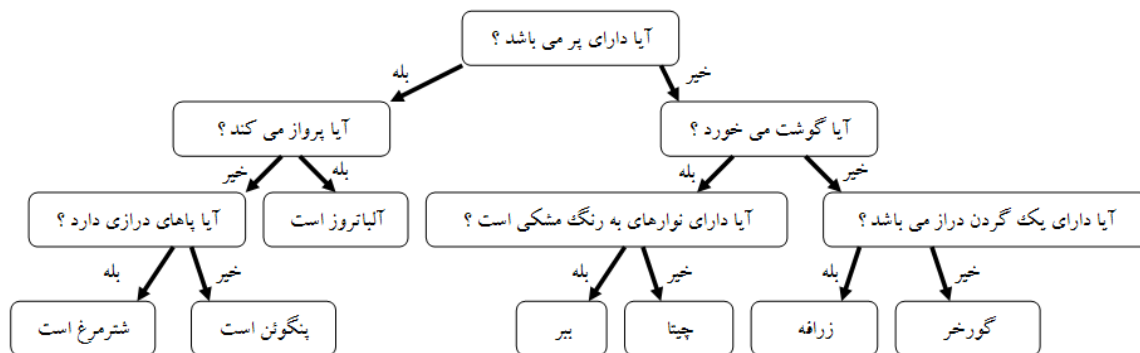 آیا دارای پر می باشد ؟
بله
خیر
آیا پرواز می کند ؟
آیا گوشت می خورد ؟
خیر
بله
بله
خیر
آیا پاهای درازی دارد ؟
آلباتروز است
آیا دارای نوارهای به رنگ مشکی است ؟
آیا دارای یک گردن دراز می باشد ؟
بله
خیر
بله
خیر
بله
خیر
شترمرغ است
پنگوئن است
ببر
چیتا
زرافه
گورخر